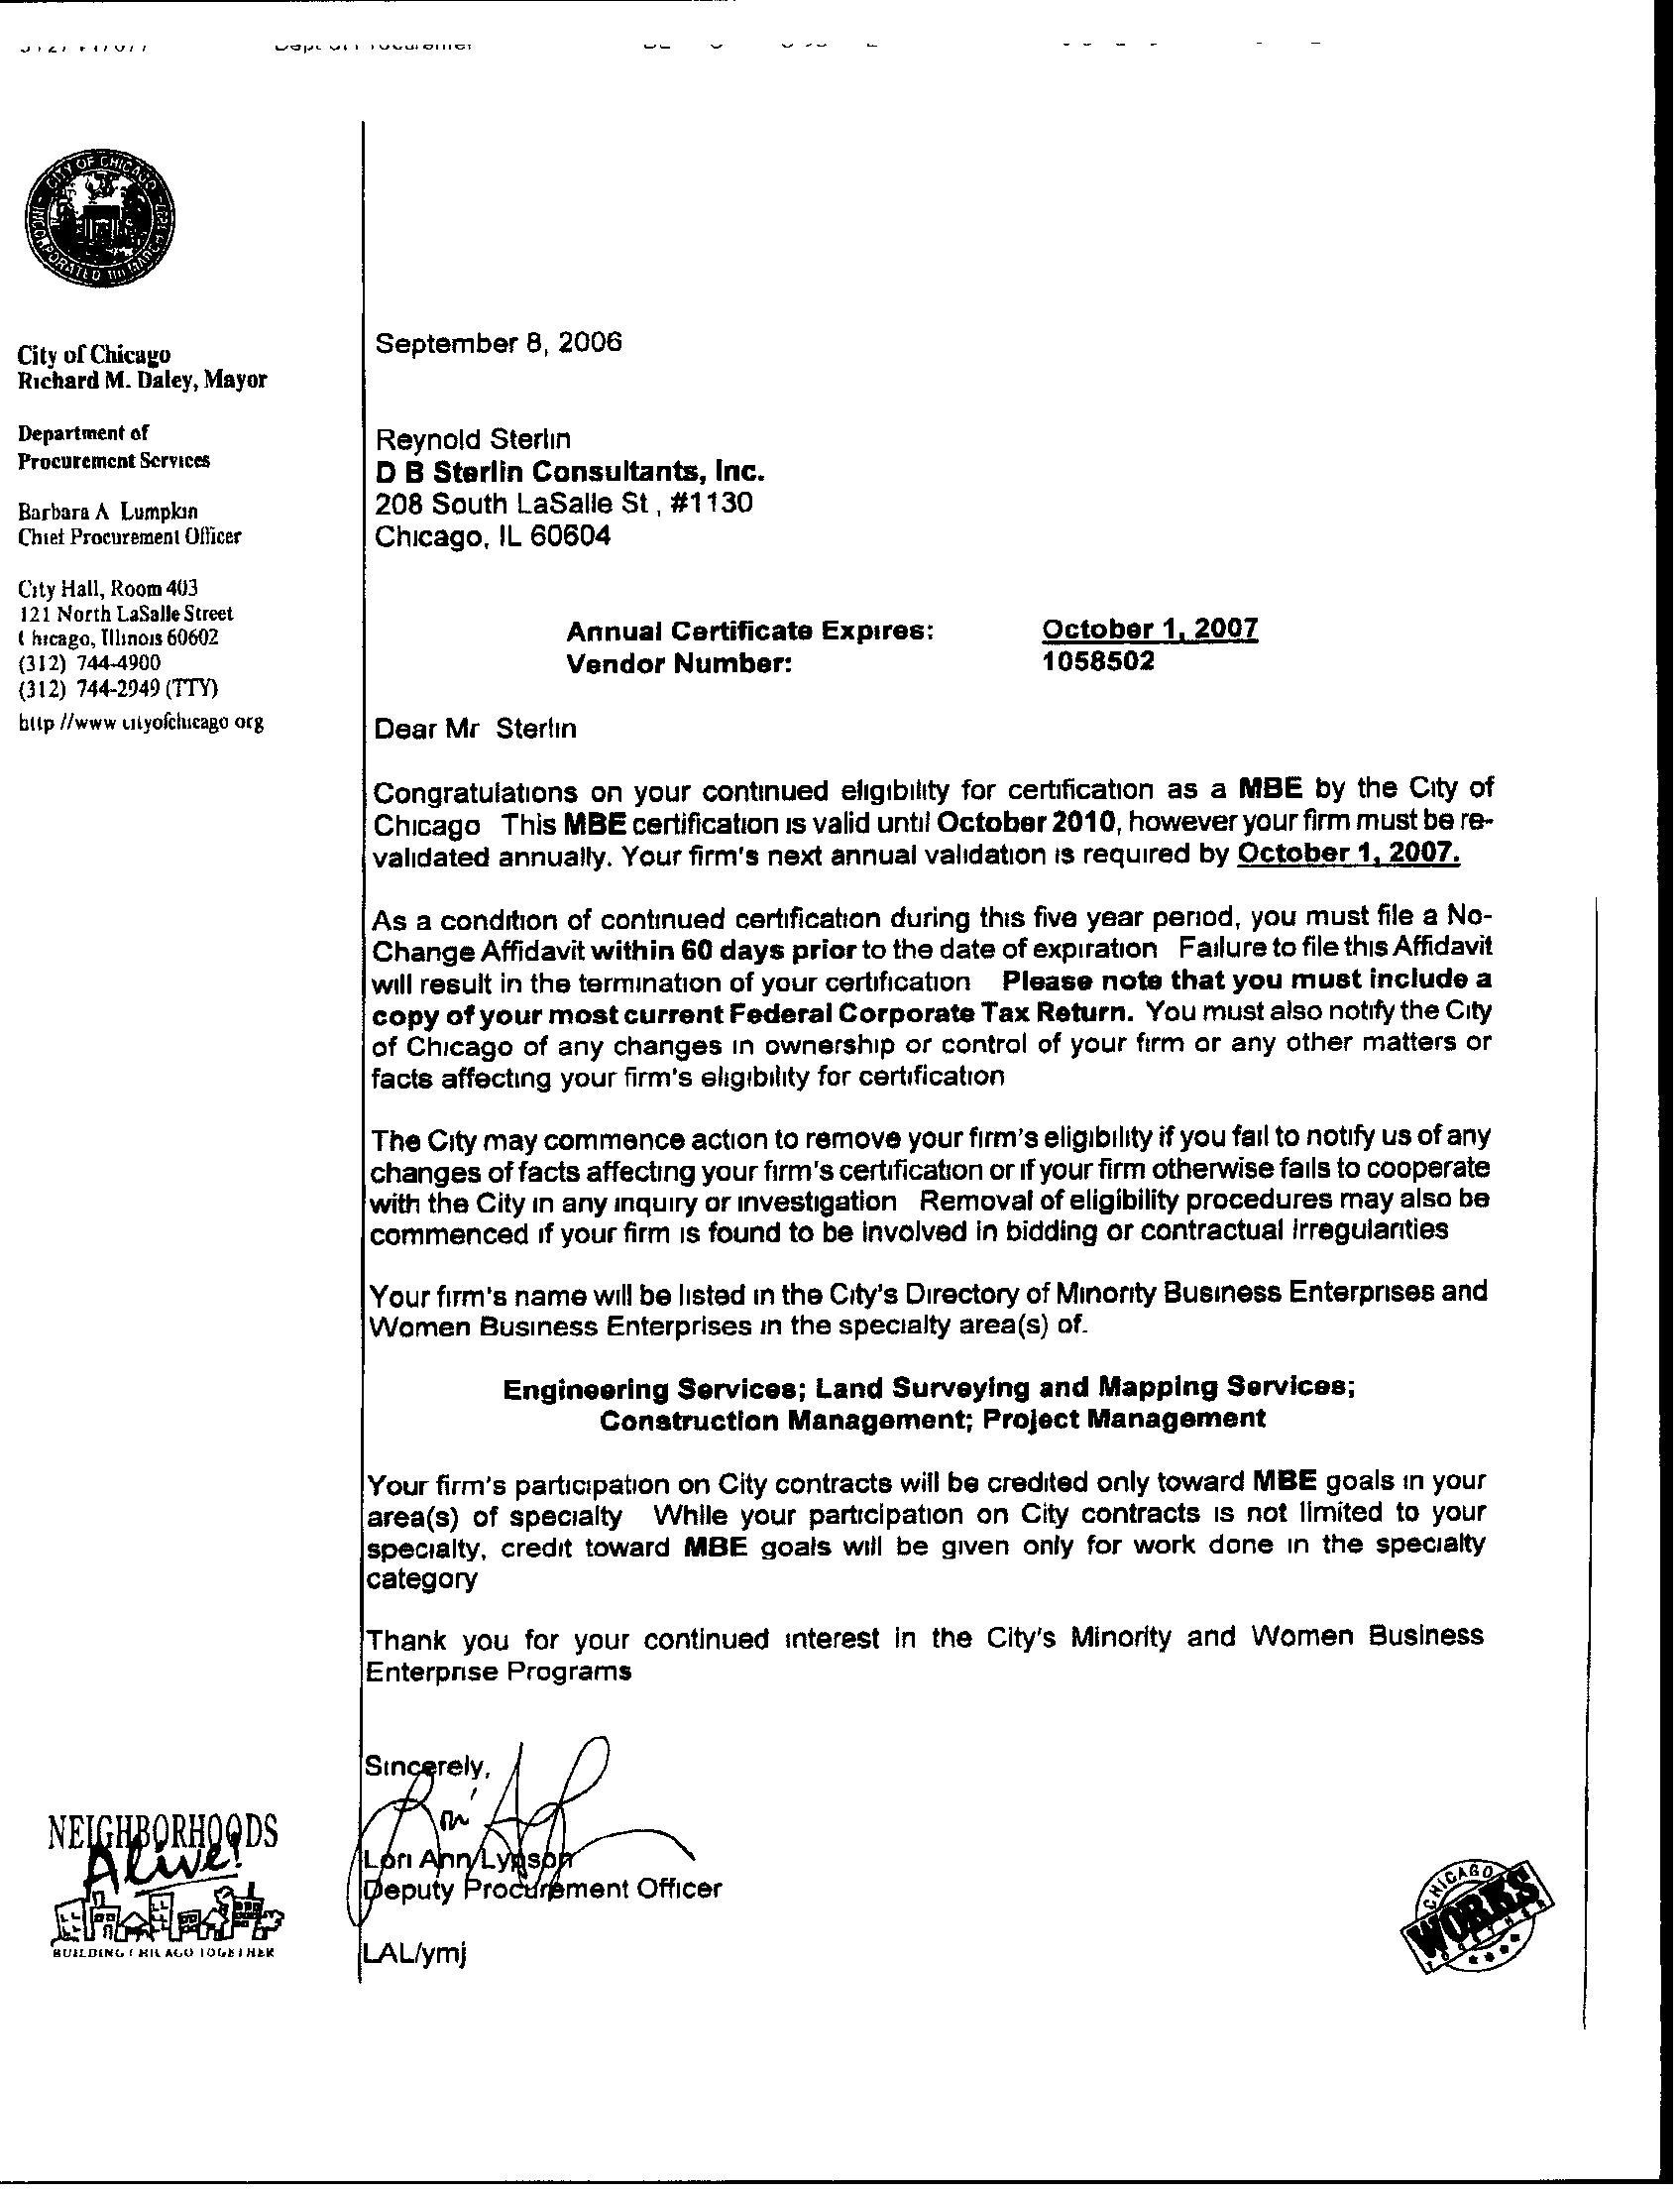 CITY OF CHICAGO
City of Chicago
Richard M. Daley, Mayor
Department of
Procurement Services
Barbara A Lumpkin
Chief Procurement Officer
City Hall, Room 403
121 North LaSalle Street
Chicago, Illinois 60602
(312) 744-4900
(312) 744-2949 (TTY)
http //www cityofchicago org
September 8, 2006
Reynold Sterlin
D B Sterlin Consultants, Inc.
208 South LaSalle St , #1130
Chicago, IL 60604
Annual Certificate Expires: October 1, 2007
Vendor Number: 1058502
Dear Mr Sterlin
Congratulations on your continued eligibility for certification as a MBE by the City of
Chicago This MBE certification is valid until October 2010, however your firm must be re-
validated annually. Your firm's next annual validation is required by October 1, 2007.
As a condition of continued certification during this five year period, you must file a No-
Change Affidavit within 60 days prior to the date of expiration Failure to file this Affidavit
will result in the termination of your certification Please note that you must include a
copy of your most current Federal Corporate Tax Return. You must also notify the City
of Chicago of any changes in ownership or control of your firm or any other matters or
facts affecting your firm's eligibility for certification
The City may commence action to remove your firm's eligibility if you fail to notify us of any
changes of facts affecting your firm's certification or if your firm otherwise fails to cooperate
with the City in any inquiry or investigation Removal of eligibility procedures may also be
commenced if your firm is found to be involved in bidding or contractual irregularities
Your firm's name will be listed in the City's Directory of Minority Business Enterprises and
Women Business Enterprises in the specialty area(s) of.
Engineering Services; Land Surveying and Mapping Services;
Construction Management; Project Management
Your firm's participation on City contracts will be credited only toward MBE goals in your
area(s) of specialty While your participation on City contracts is not limited to your
specialty, credit toward MBE goals will be given only for work done in the specialty
category
Thank you for your continued interest in the City's Minority and Women Business
Enterprise Programs
Sincerely,
Lori Ann Lypson
Deputy Procurement Officer
LAL/ymj
NEIGHBORHOODS
Alive!
BUILDING CHICAGO TOGETHER
CHICAGO
WORKS
TOGETHER